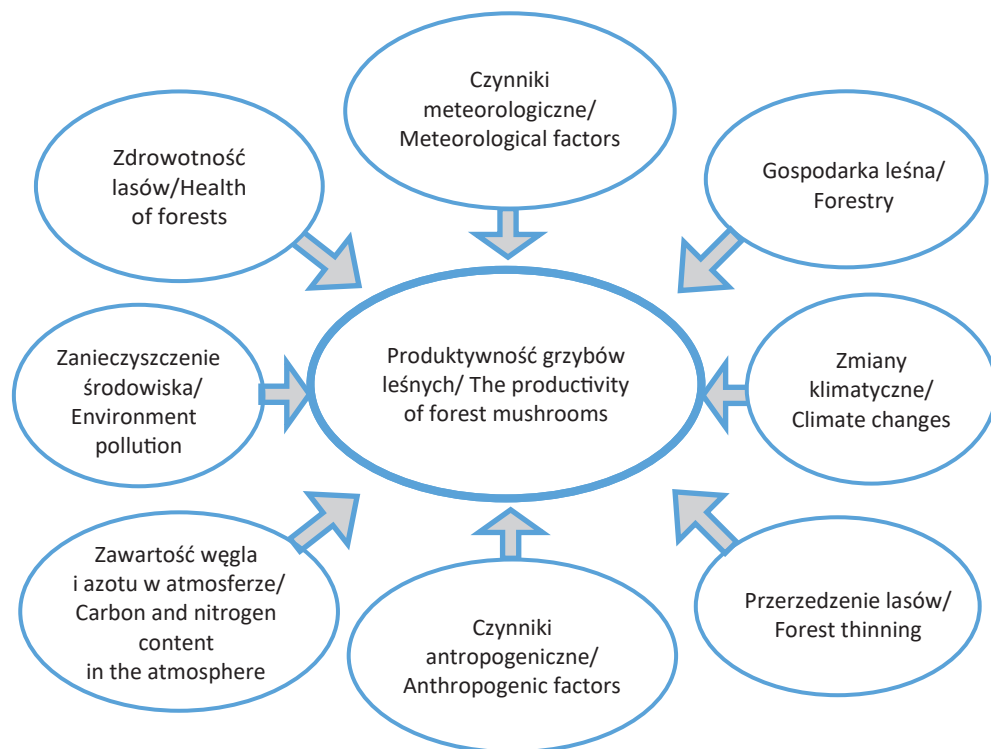 Czynniki
meteorologiczne/
Meteorological factors
Zdrowotność
lasów/Health
of forests
Gospodarka leśna/
Forestry
Zanieczyszczenie
środowiska/
Environment
pollution
Produktywność grzybów
leśnych/ The productivity
of forest mushrooms
Zmiany
klimatyczne/
Climate changes
Zawartość węgla
i azotu w atmosferze/
Carbon and nitrogen
content
in the atmosphere
Czynniki
antropogeniczne/
Anthropogenic factors
Przerzedzenie lasów/
Forest thinning